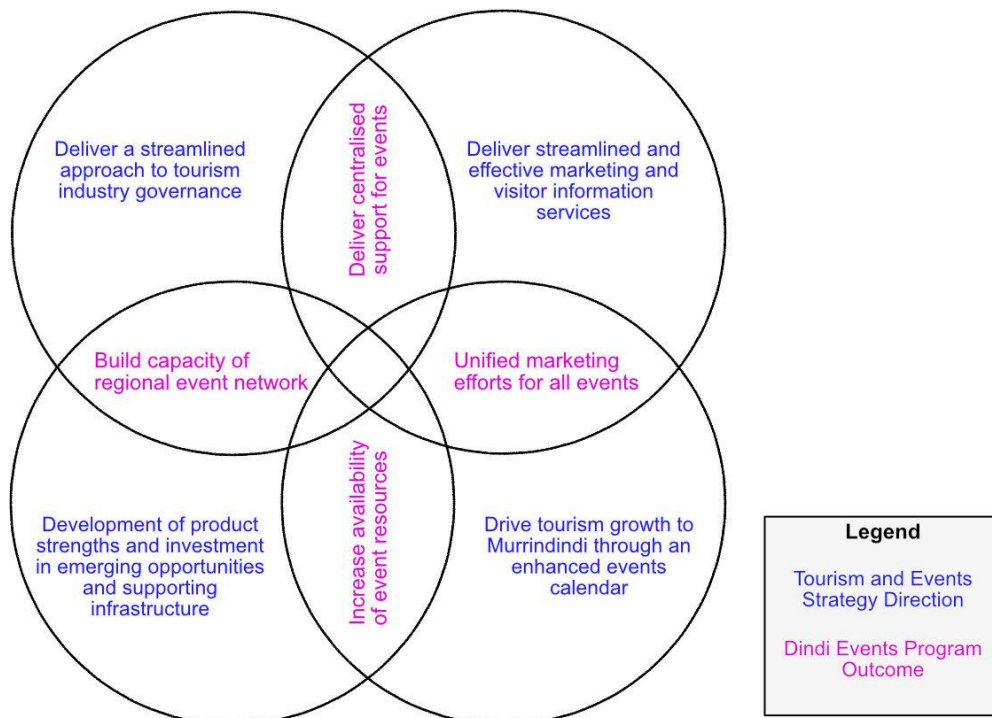 Deliver a streamlined
approach to tourism
industry governance
Deliver centralised
support for events
Deliver streamlined and
effective marketing and
visitor information
services
Build capacity of
regional event network
Unified marketing
efforts for all events
Development of product
strengths and investment
in emerging opportunities
and supporting
infrastructure
Increase availability
of event resources
Drive tourism growth to
Murrindindi through an
enhanced events
calendar
Legend
Tourism and Events
Strategy Direction
Dindi Events Program
Outcome